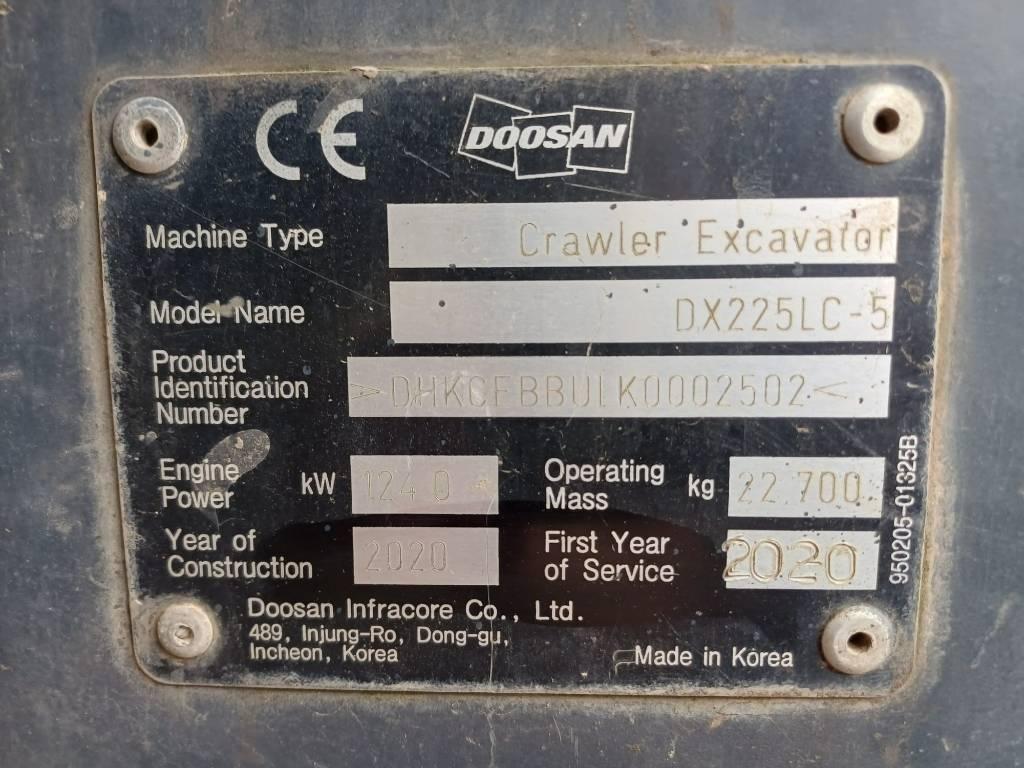 CE DOOSAN
Machine Type Crawler Excavator
Model Name DX225LC-5
Product
Identification
Number
>DHKCFBBULK0002502<
Engine
Power kW 124.0
Operating
Mass kg 22.700
Year of
Construction 2020
First Year
of Service 2020
Doosan Infracore Co., Ltd.
489, Injung-Ro, Dong-gu,
Incheon, Korea
Made in Korea
950205-01325B